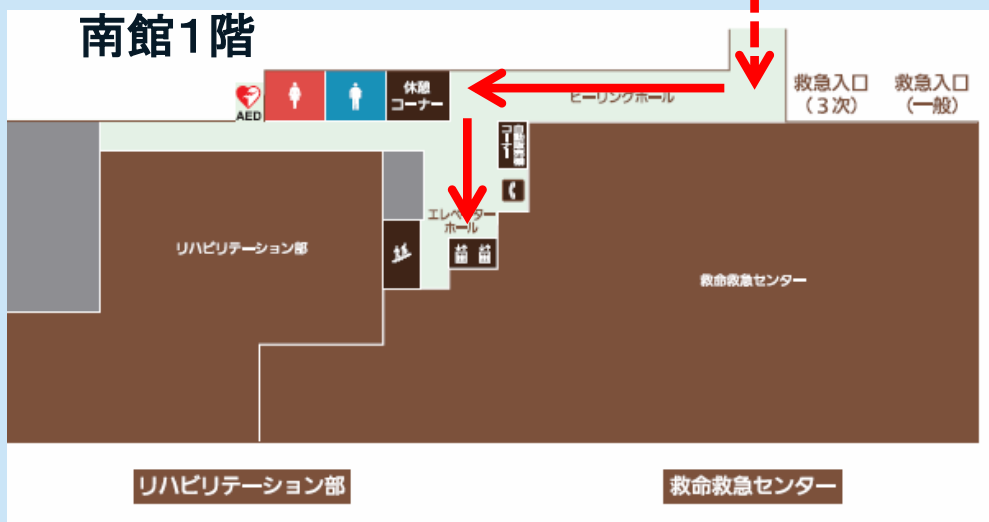 南館1階
AED
休憩
コーナー
ヒーリングホール
救急入口
(3次)
救急入口
(一般)
自動販売機
コーナー
エレベーター
ホール
リハビリテーション部
救命救急センター
リハビリテーション部
救命救急センター